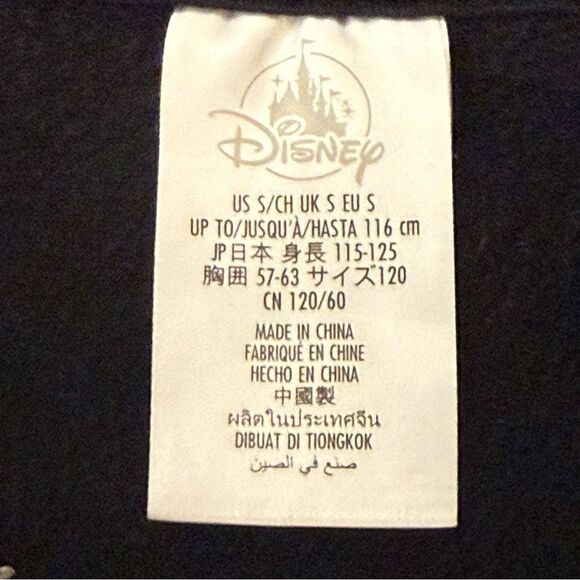 Disney
US S/CH UK S EU S
UP TO/JUSQU'À/HASTA 116 cm
JP日本 身長 115-125
胸囲 57-63 サイズ120
CN 120/60
MADE IN CHINA
FABRIQUÉ EN CHINE
HECHO EN CHINA
中國製
ผลิตในประเทศจีน
DIBUAT DI TIONGKOK
صنع في الصين